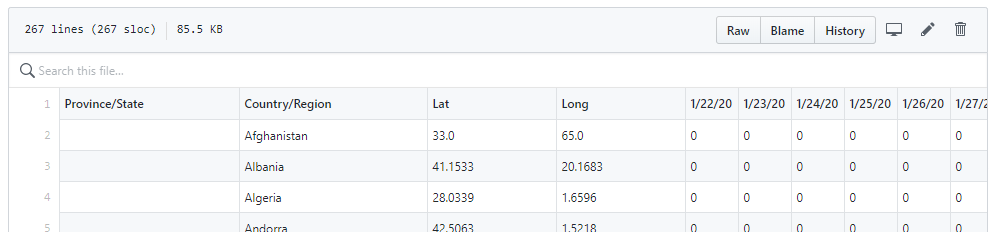 267 lines (267 sloc) 85.5 KB Raw Blame History
Search this file...
1 Province/State Country/Region Lat Long 1/22/20 1/23/20 1/24/20 1/25/20 1/26/20 1/27/2
2 Afghanistan 33.0 65.0 0 0 0 0 0 0
3 Albania 41.1533 20.1683 0 0 0 0 0 0
4 Algeria 28.0339 1.6596 0 0 0 0 0 0
5 Andorra 42.5063 1.5218 0 0 0 0 0 0